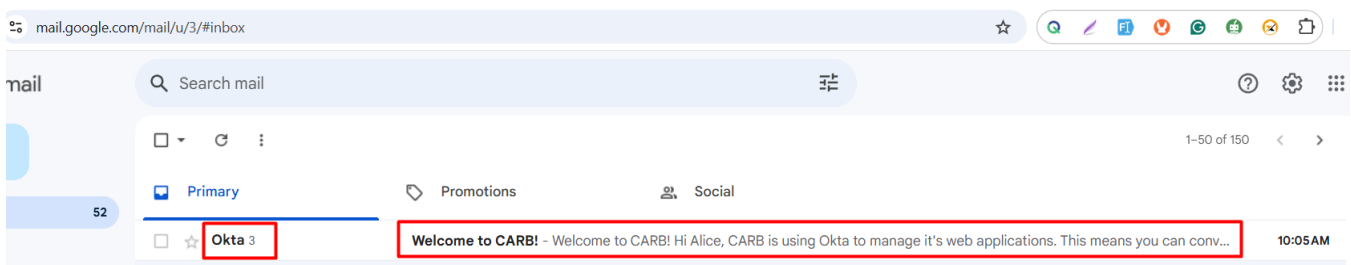 mail.google.com/mail/u/3/#inbox
mail
Search mail
1–50 of 150
Primary
Promotions
Social
52
Okta 3
Welcome to CARB! - Welcome to CARB! Hi Alice, CARB is using Okta to manage it's web applications. This means you can conv...
10:05 AM